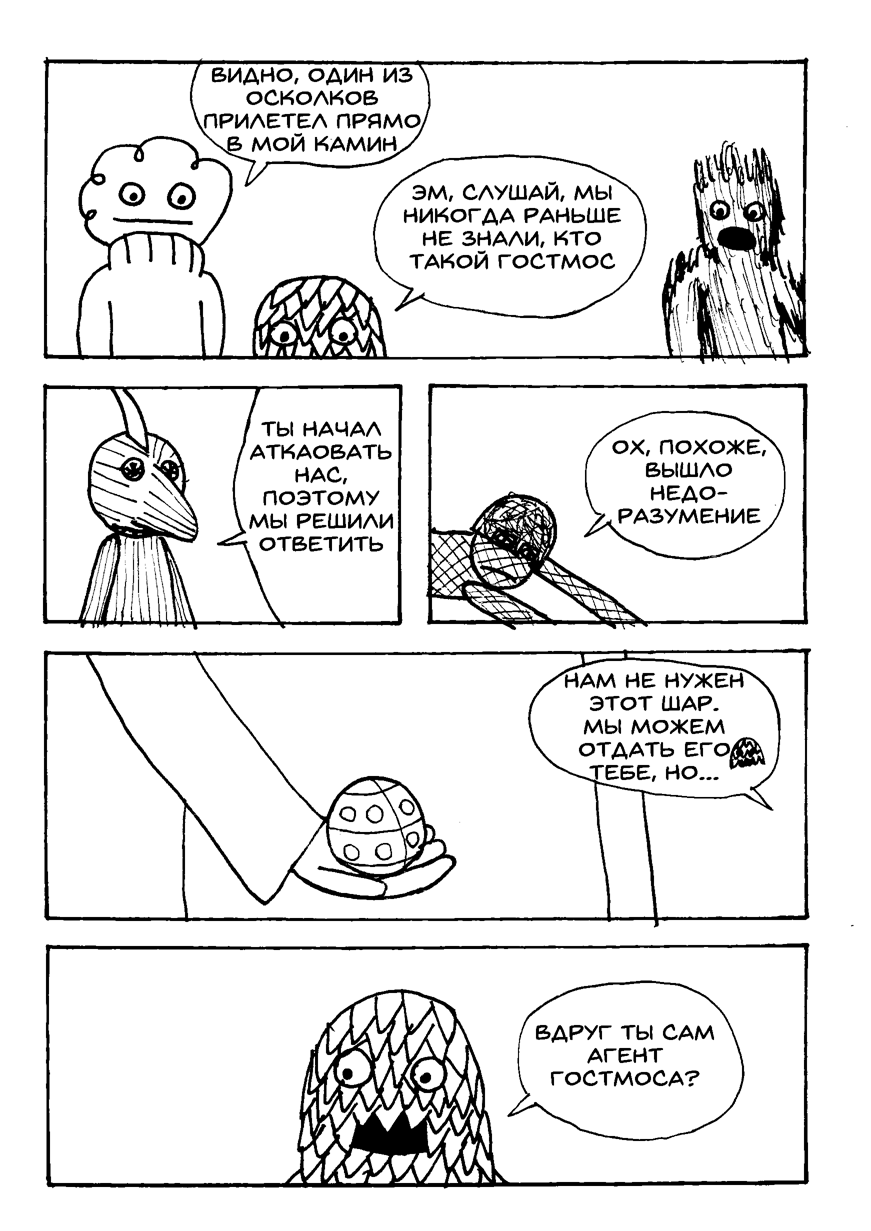 ВИДНО, ОДИН ИЗ
ОСКОЛКОВ
ПРИЛЕТЕЛ ПРЯМО
В МОЙ КАМИН
ЭМ, СЛУШАЙ, МЫ
НИКОГДА РАНЬШЕ
НЕ ЗНАЛИ, КТО
ТАКОЙ ГОСТМОС
ТЫ НАЧАЛ
АТКАОВАТЬ
НАС,
ПОЭТОМУ
МЫ РЕШИЛИ
ОТВЕТИТЬ
ОХ, ПОХОЖЕ,
ВЫШЛО
НЕДО-
РАЗУМЕНИЕ
НАМ НЕ НУЖЕН
ЭТОТ ШАР.
МЫ МОЖЕМ
ОТДАТЬ ЕГО
ТЕБЕ, НО...
ВДРУГ ТЫ САМ
АГЕНТ
ГОСТМОСА?